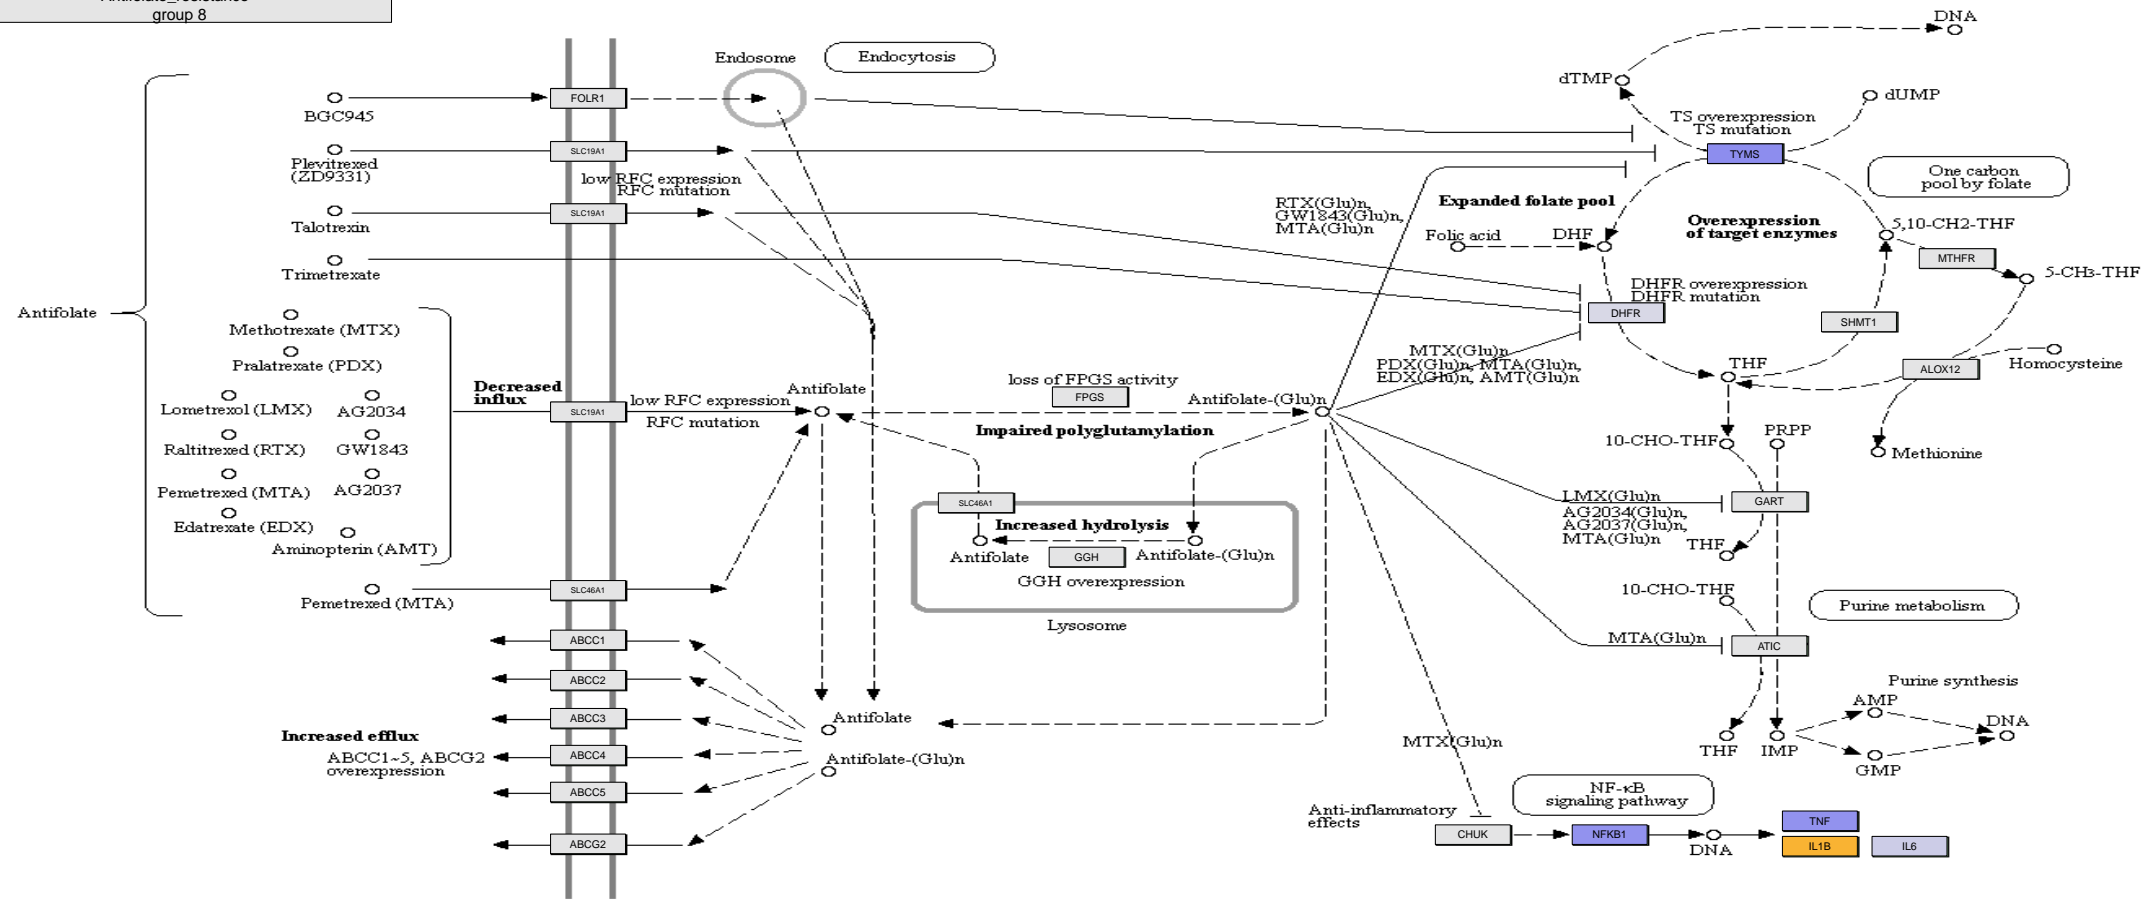 group 8
Endosome
Endocytosis
DNA
dTMP
dUMP
BGC945
FOLR1
TS overexpression
TS mutation
TYMS
Plevitrexed
(ZD9331)
SLC19A1
low RFC expression
RFC mutation
One carbon
pool by folate
Talotrexin
SLC19A1
RTX(Glu)n,
GW1843(Glu)n,
MTA(Glu)n
Expanded folate pool
Folic acid
DHF
Overexpression
of target enzymes
5,10-CH2-THF
MTHFR
5-CH3-THF
Trimetrexate
DHFR overexpression
DHFR mutation
DHFR
SHMT1
Antifolate
Methotrexate (MTX)
Pralatrexate (PDX)
Lometrexol (LMX)
AG2034
Raltitrexed (RTX)
GW1843
Pemetrexed (MTA)
AG2037
Edatrexate (EDX)
Aminopterin (AMT)
Decreased
influx
SLC19A1
low RFC expression
RFC mutation
Antifolate
loss of FPGS activity
FPGS
Impaired polyglutamylation
Antifolate-(Glu)n
MTX(Glu)n
PDX(Glu)n, MTA(Glu)n,
EDX(Glu)n, AMT(Glu)n
THF
ALOX12
Homocysteine
Methionine
10-CHO-THF
PRPP
SLC46A1
Increased hydrolysis
Antifolate
GGH
Antifolate-(Glu)n
GGH overexpression
Lysosome
LMX(Glu)n
AG2034(Glu)n,
AG2037(Glu)n,
MTA(Glu)n
GART
THF
Pemetrexed (MTA)
SLC46A1
10-CHO-THF
Purine metabolism
MTA(Glu)n
ATIC
ABCC1
ABCC2
ABCC3
ABCC4
ABCC5
ABCG2
Increased efflux
ABCC1~5, ABCG2
overexpression
Antifolate
Antifolate-(Glu)n
Purine synthesis
AMP
DNA
THF
IMP
GMP
MTX(Glu)n
NF-κB
signaling pathway
Anti-inflammatory
effects
CHUK
NFKB1
DNA
TNF
IL1B
IL6